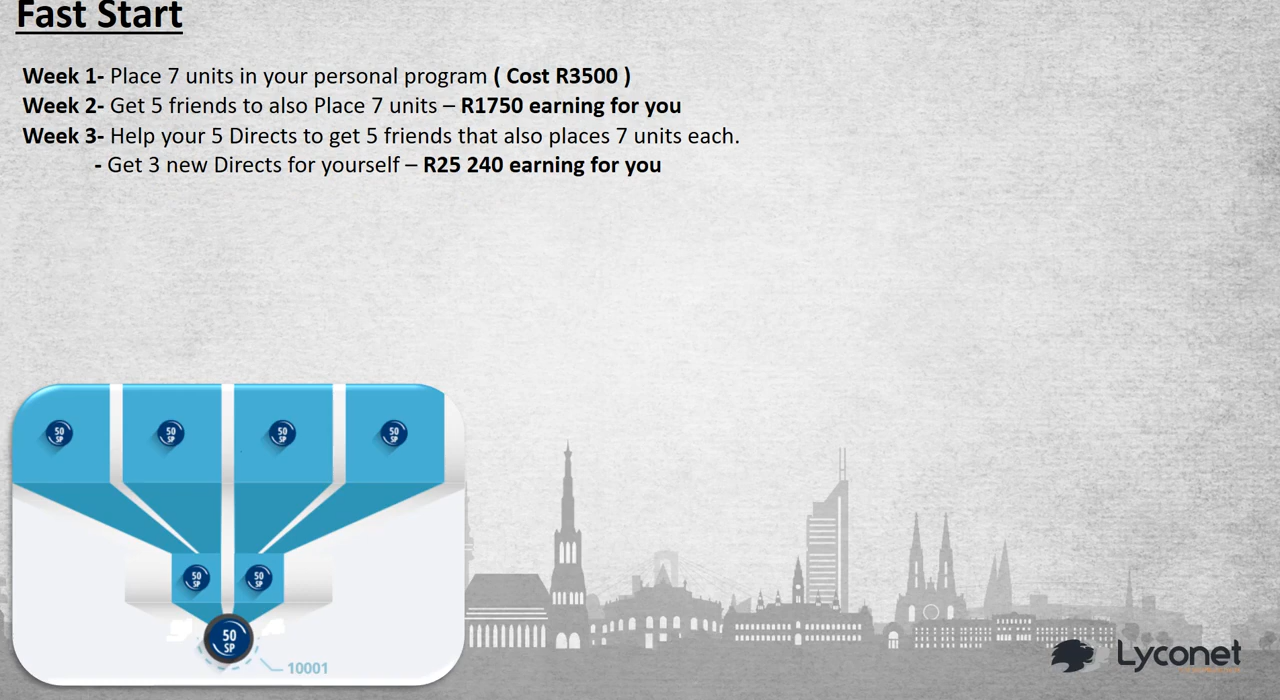 Fast Start
Week 1- Place 7 units in your personal program ( Cost R3500 )
Week 2- Get 5 friends to also Place 7 units – R1750 earning for you
Week 3- Help your 5 Directs to get 5 friends that also places 7 units each.
- Get 3 new Directs for yourself – R25 240 earning for you
50 SP
50 SP
50 SP
50 SP
50 SP
50 SP
50
SP
10001
Lyconet